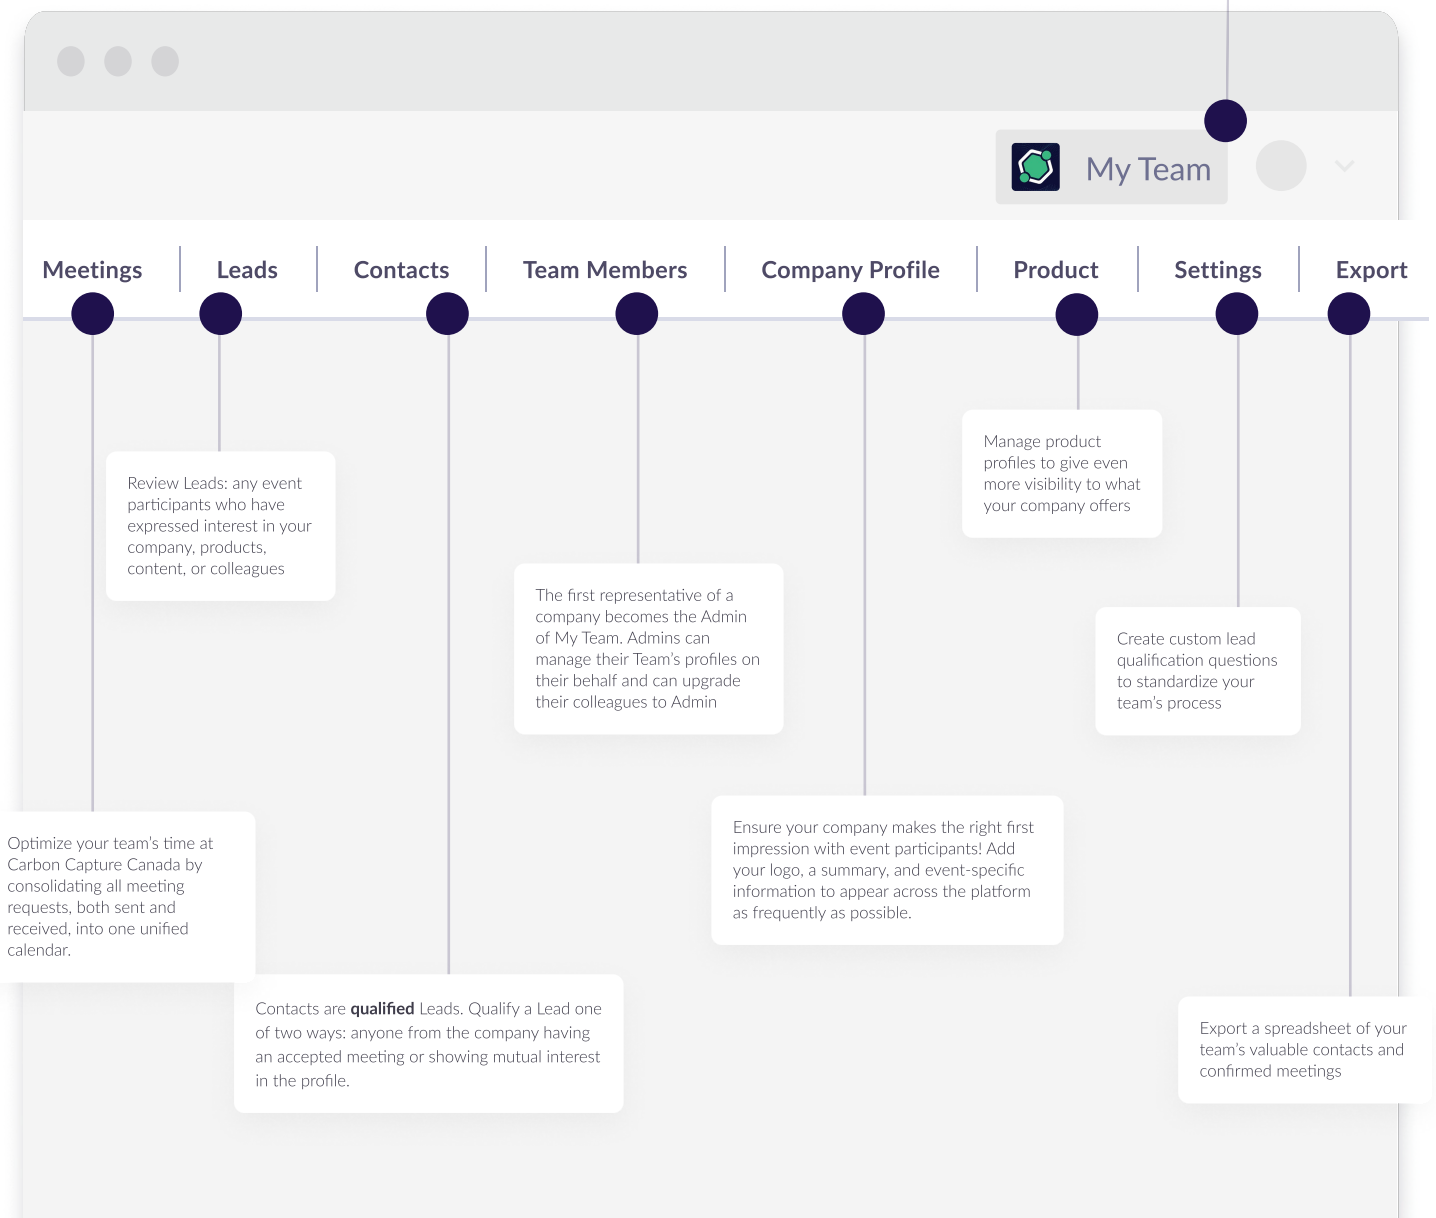 My Team
Meetings
Leads
Contacts
Team Members
Company Profile
Product
Settings
Export
Manage product
profiles to give even
more visibility to what
your company offers
Review Leads: any event
participants who have
expressed interest in your
company, products,
content, or colleagues
The first representative of a
company becomes the Admin
of My Team. Admins can
manage their Team's profiles on
their behalf and can upgrade
their colleagues to Admin
Create custom lead
qualification questions
to standardize your
team's process
Optimize your team's time at
Carbon Capture Canada by
consolidating all meeting
requests, both sent and
received, into one unified
calendar.
Ensure your company makes the right first
impression with event participants! Add
your logo, a summary, and event-specific
information to appear across the platform
as frequently as possible.
Contacts are qualified Leads. Qualify a Lead one
of two ways: anyone from the company having
an accepted meeting or showing mutual interest
in the profile.
Export a spreadsheet of your
team's valuable contacts and
confirmed meetings